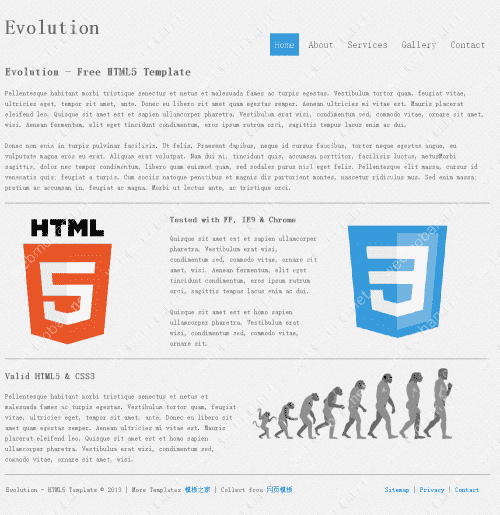 Evolution
Home About Services Gallery Contact
Evolution - Free HTML5 Template
Pellentesque habitant morbi tristique senectus et netus et malesuada fames ac turpis egestas. Vestibulum tortor quam, feugiat vitae,
ultricies eget, tempor sit amet, ante. Donec eu libero sit amet quam egestas semper. Aenean ultricies mi vitae est. Mauris placerat
eleifend leo. Quisque sit amet est et sapien ullamcorper pharetra. Vestibulum erat wisi, condimentum sed, commodo vitae, ornare sit amet,
wisi. Aenean fermentum, elit eget tincidunt condimentum, eros ipsum rutrum orci, sagittis tempus lacus enim ac dui.
Donec non enim in turpis pulvinar facilisis. Ut felis. Praesent dapibus, neque id cursus faucibus, tortor neque egestas augue, eu
vulputate magna eros eu erat. Aliquam erat volutpat. Nam dui mi, tincidunt quis, accumsan porttitor, facilisis luctus, metusMorbi
sagittis, dolor nec tempor condimentum, libero quam euismod quam, sed sodales purus nisl eget felis. Pellentesque elit massa, cursus id
venenatis quis, feugiat a turpis. Cum sociis natoque penatibus et magnis dis parturient montes, nascetur ridiculus mus. Sed enim massa,
pretium ac accumsan in, feugiat ac magna. Morbi ut lectus ante, ac tristique orci.
HTML
5
Tested with FF, IE9 & Chrome
Quisque sit amet est et sapien ullamcorper
pharetra. Vestibulum erat wisi,
condimentum sed, commodo vitae, ornare sit
amet, wisi. Aenean fermentum, elit eget
tincidunt condimentum, eros ipsum rutrum
orci, sagittis tempus lacus enim ac dui.
Quisque sit amet est et homo sapien
ullamcorper pharetra. Vestibulum erat
wisi, condimentum sed, commodo vitae,
ornare sit.
3
Valid HTML5 & CSS3
Pellentesque habitant morbi tristique senectus et netus et
malesuada fames ac turpis egestas. Vestibulum tortor quam, feugiat
vitae, ultricies eget, tempor sit amet, ante. Donec eu libero sit
amet quam egestas semper. Aenean ultricies mi vitae est. Mauris
placerat eleifend leo. Quisque sit amet est et homo sapien
ullamcorper pharetra. Vestibulum erat wisi, condimentum sed,
commodo vitae, ornare sit amet, wisi.
Evolution - HTML5 Template © 2013 | More Templates 模板之家 | Collect from 网页模板
Sitemap | Privacy | Contact